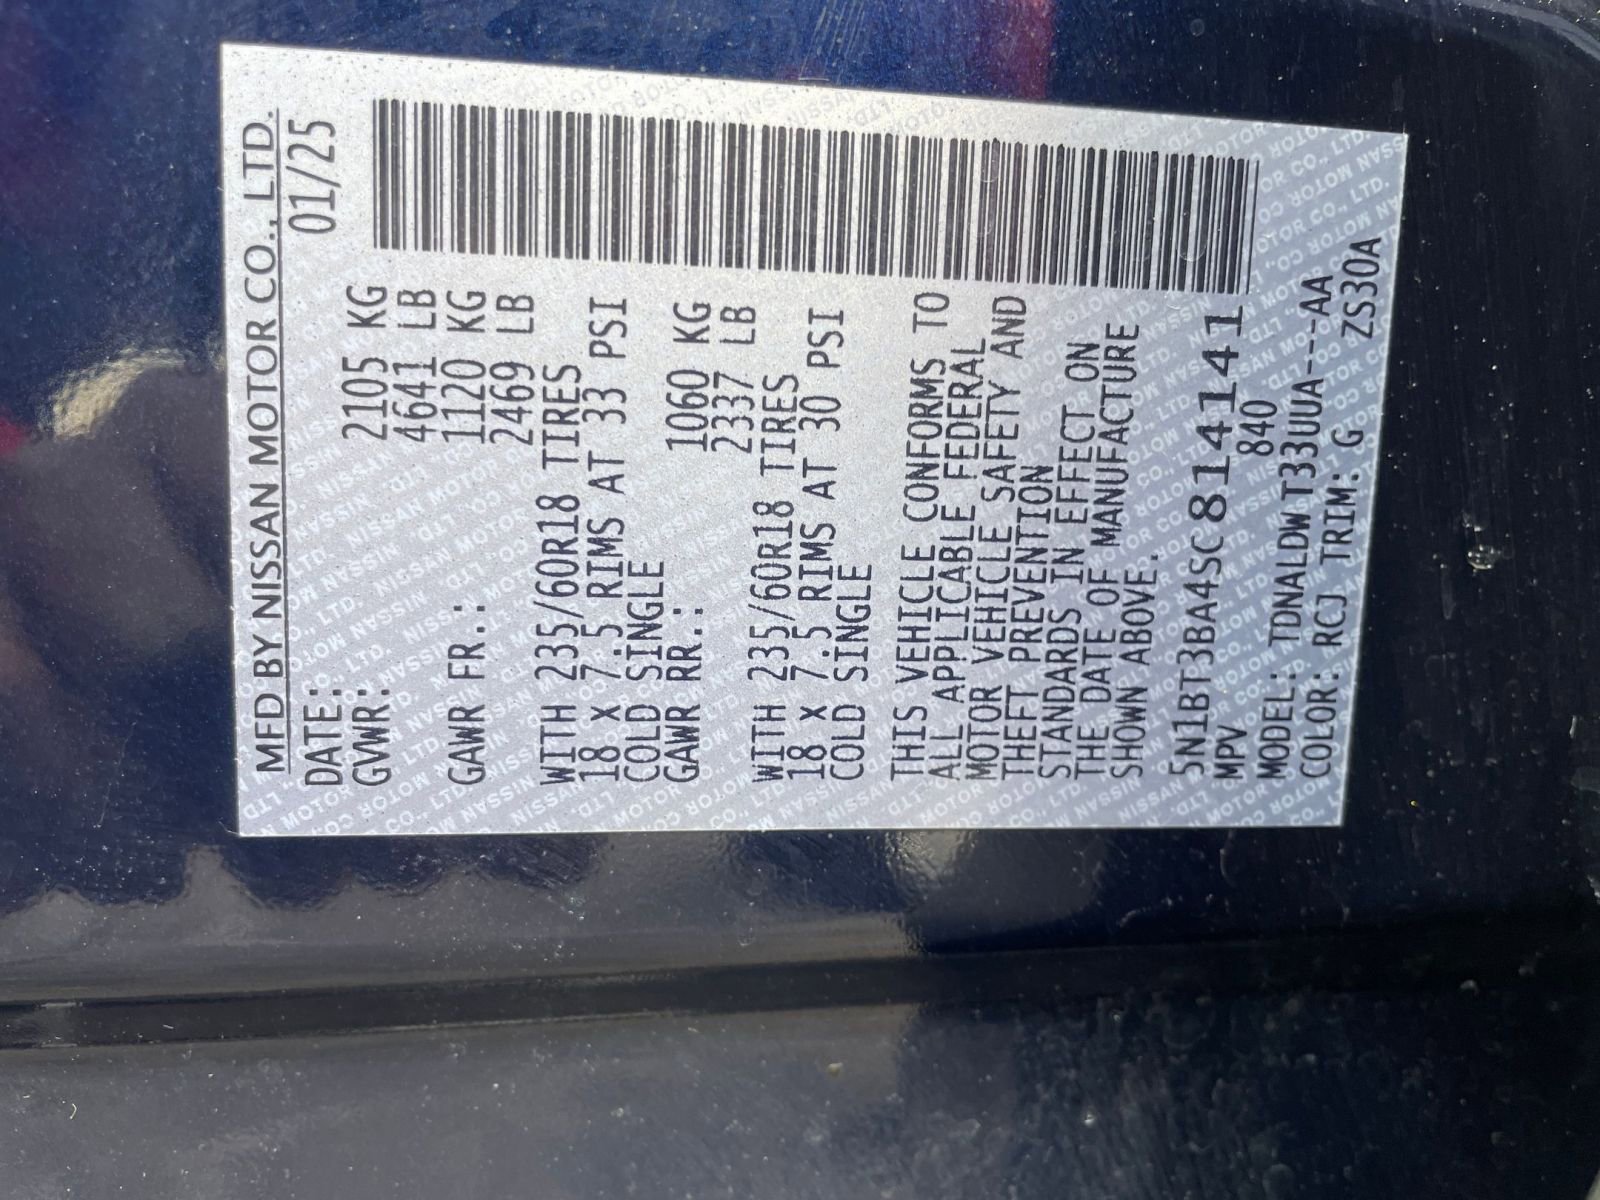 MFD BY NISSAN MOTOR CO., LTD.
DATE: 01/25
GVWR: 2105 KG
4641 LB
GAWR FR.: 1120 KG
2469 LB
WITH 235/60R18 TIRES
18 x 7.5 RIMS AT 33 PSI
COLD SINGLE
GAWR RR.: 1060 KG
2337 LB
WITH 235/60R18 TIRES
18 x 7.5 RIMS AT 30 PSI
COLD SINGLE
THIS VEHICLE CONFORMS TO
ALL APPLICABLE FEDERAL
MOTOR VEHICLE SAFETY AND
THEFT PREVENTION
STANDARDS IN EFFECT ON
THE DATE OF MANUFACTURE
SHOWN ABOVE.
5N1BT3BA4SC814141
MPV 840
MODEL: TDNALDW T33UUA---AA
COLOR: RCJ TRIM: G ZS30A